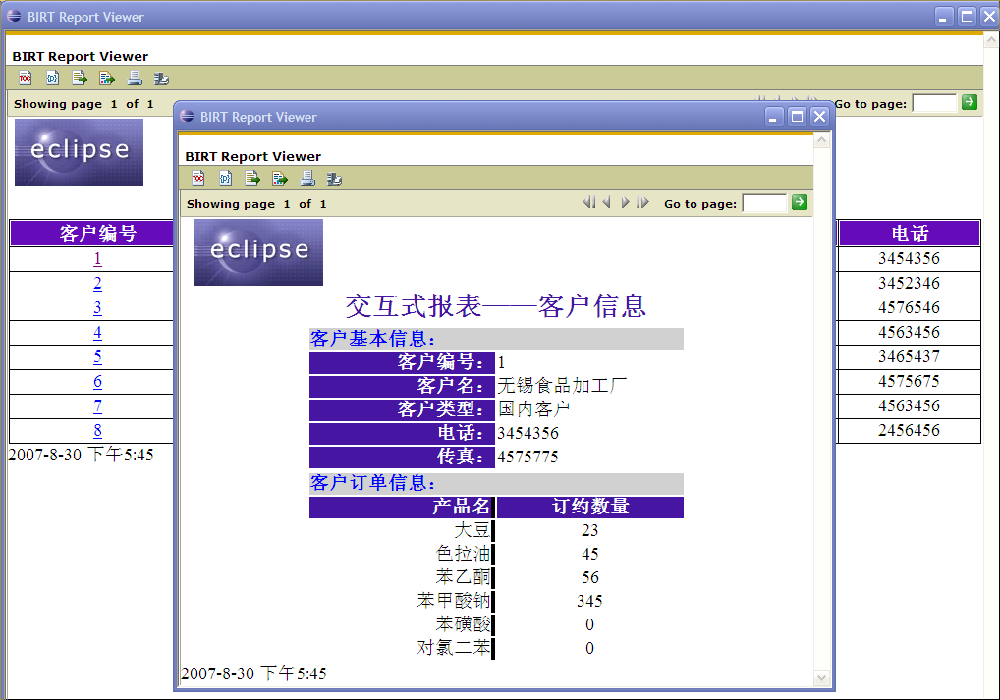 BIRT Report Viewer
BIRT Report Viewer
TOC
Showing page 1 of 1
Go to page:
eclipse
客户编号
电话
1
3454356
2
3452346
3
4576546
4
4563456
5
3465437
6
4575675
7
4563456
8
2456456
2007-8-30 下午5:45
BIRT Report Viewer
BIRT Report Viewer
TOC
Showing page 1 of 1
Go to page:
eclipse
交互式报表——客户信息
客户基本信息：
客户编号：1
客户名：无锡食品加工厂
客户类型：国内客户
电话：3454356
传真：4575775
客户订单信息：
产品名 订约数量
大豆 23
色拉油 45
苯乙酮 56
苯甲酸钠 345
苯磺酸 0
对氯二苯 0
2007-8-30 下午5:45